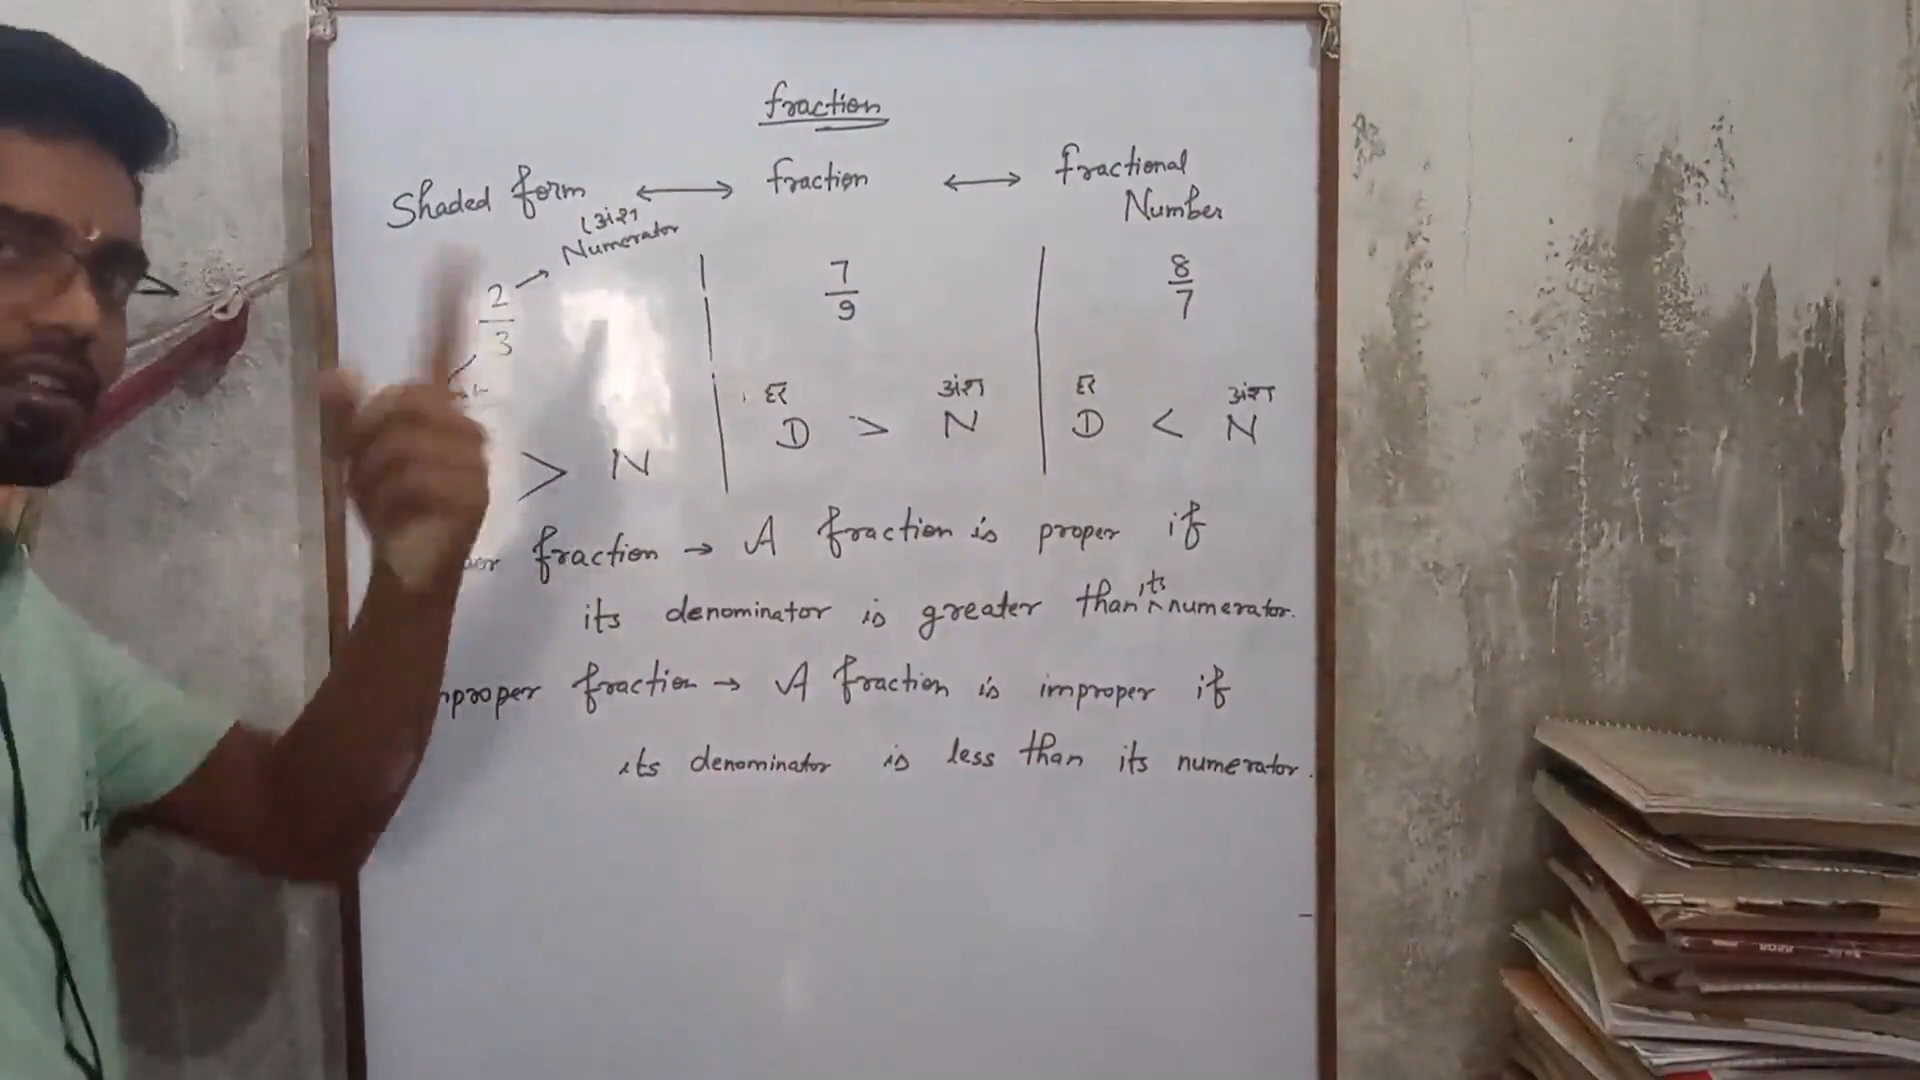 fraction
Shaded form ↔ fraction ↔ fractional Number
(अंश
Numerator
2/3
7/9
8/7
हर अंश हर अंश
D > N D < N
> N
fraction → A fraction is proper if
its denominator is greater than its numerator.
fraction → A fraction is improper if
its denominator is less than its numerator.